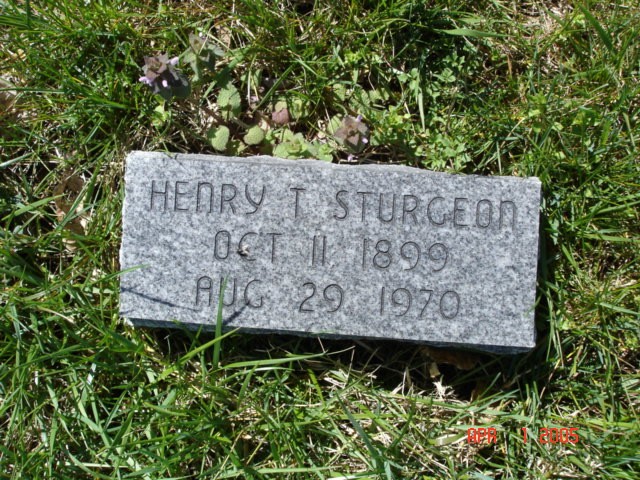 HENRY T STURGEON
OCT 11 1899
AUG 29 1970
APR 1 2005